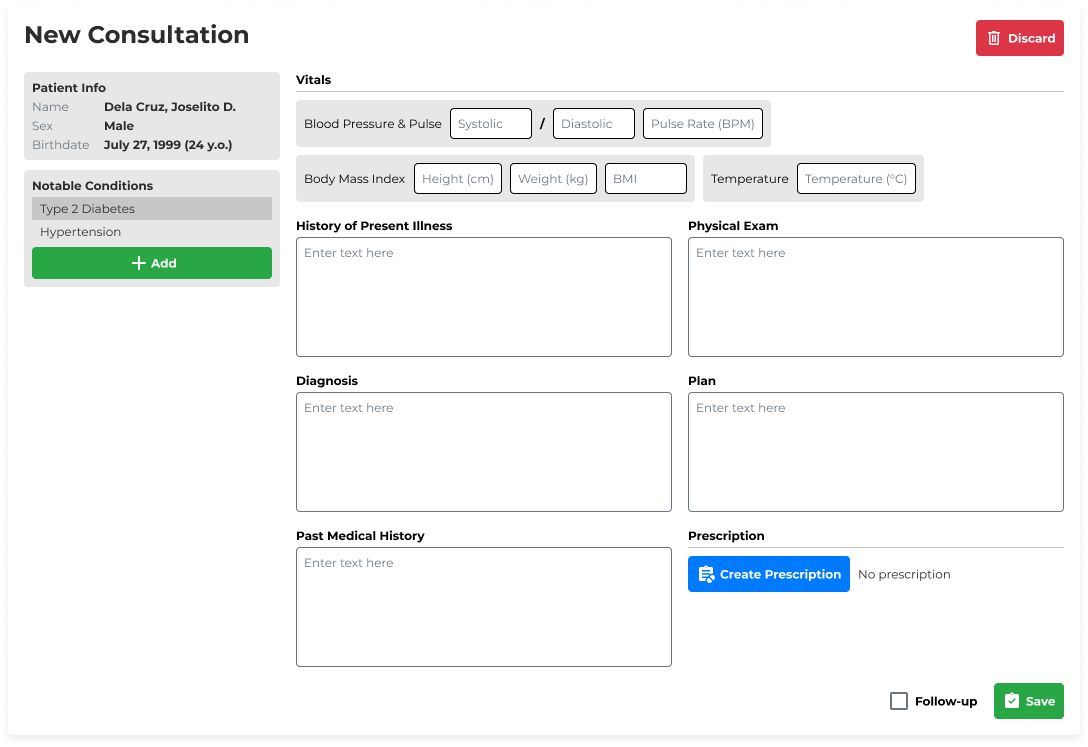 New Consultation
Discard
Patient Info
Name Dela Cruz, Joselito D.
Sex Male
Birthdate July 27, 1999 (24 y.o.)
Notable Conditions
Type 2 Diabetes
Hypertension
Add
Vitals
Blood Pressure & Pulse Systolic / Diastolic Pulse Rate (BPM)
Body Mass Index Height (cm) Weight (kg) BMI Temperature Temperature (°C)
History of Present Illness
Enter text here
Physical Exam
Enter text here
Diagnosis
Enter text here
Plan
Enter text here
Past Medical History
Enter text here
Prescription
Create Prescription No prescription
Follow-up Save